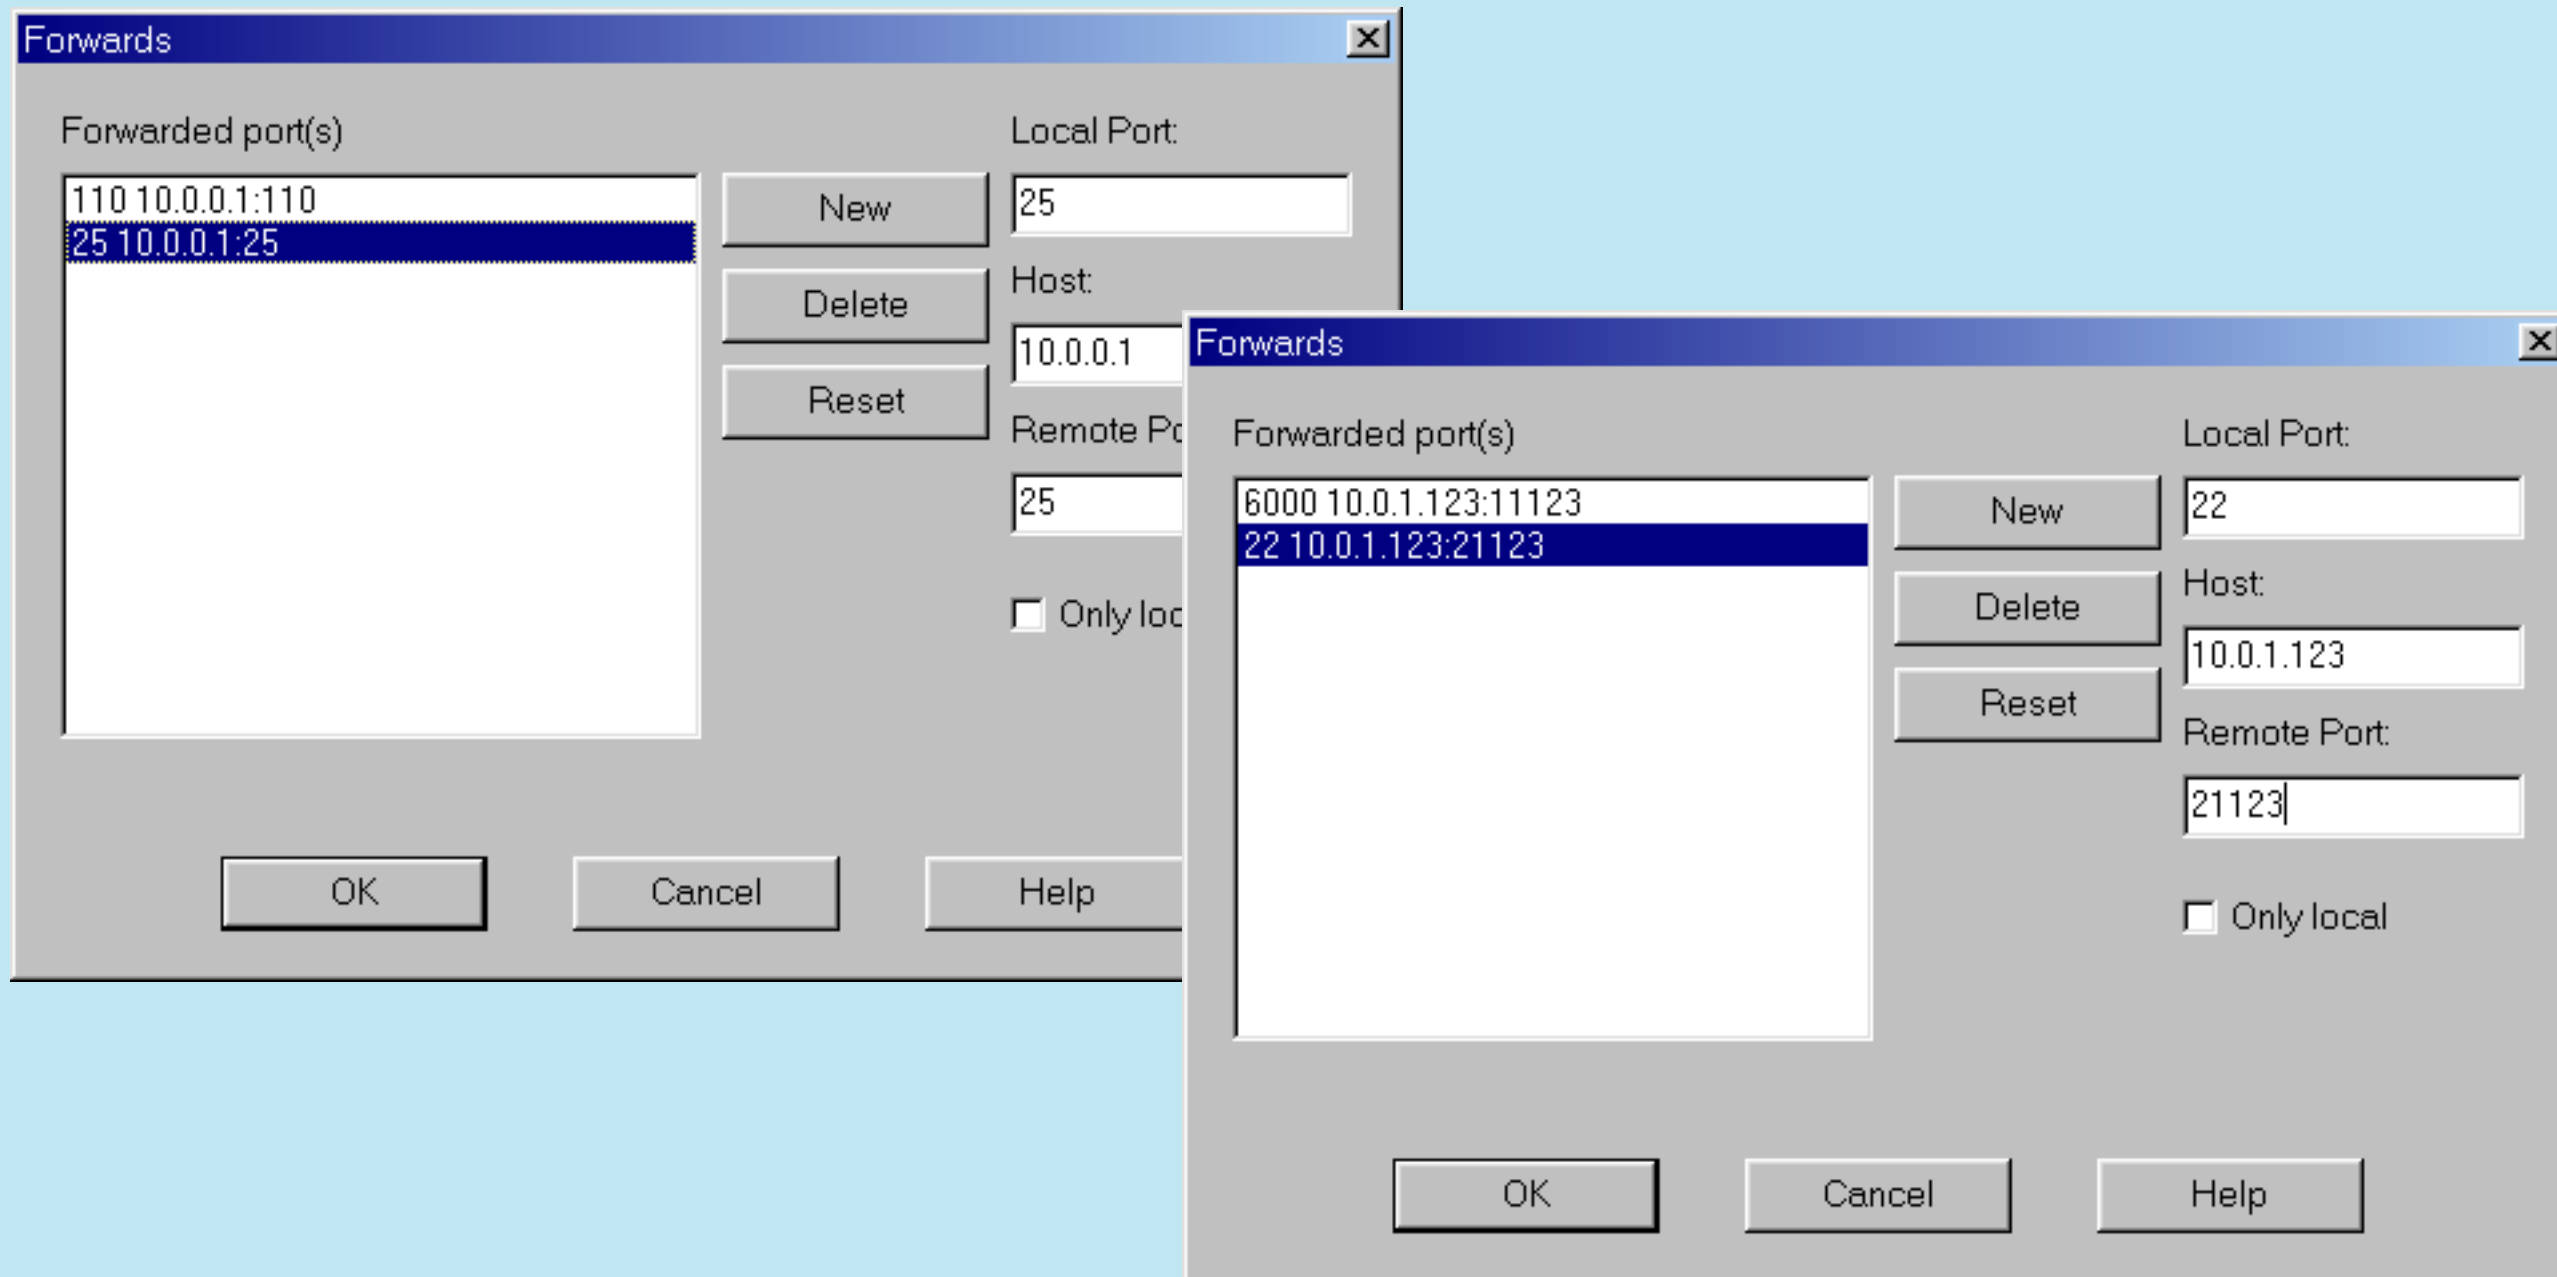 Forwards
Forwarded port(s)
110 10.0.0.1:110
25 10.0.0.1:25
New
Delete
Reset
Local Port:
25
Host:
10.0.0.1
Remote
25
Only
OK
Cancel
Help
Forwards
Forwarded port(s)
6000 10.0.1.123:11123
22 10.0.1.123:21123
New
Delete
Reset
Local Port:
22
Host:
10.0.1.123
Remote Port:
21123
Only local
OK
Cancel
Help